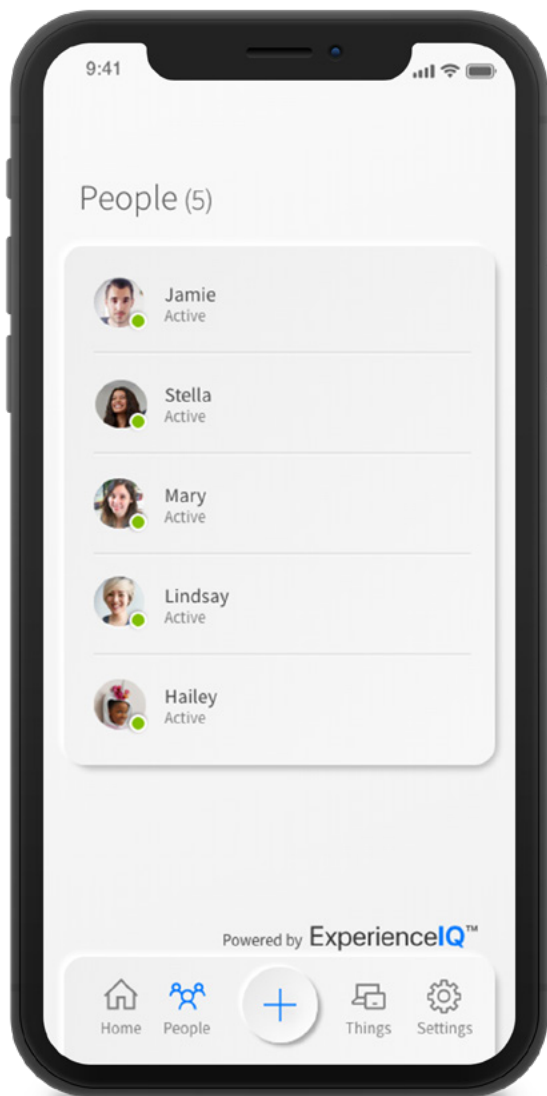 9:41
People (5)
Jamie
Active
Stella
Active
Mary
Active
Lindsay
Active
Hailey
Active
Powered by ExperienceIQ™
Home People Things Settings